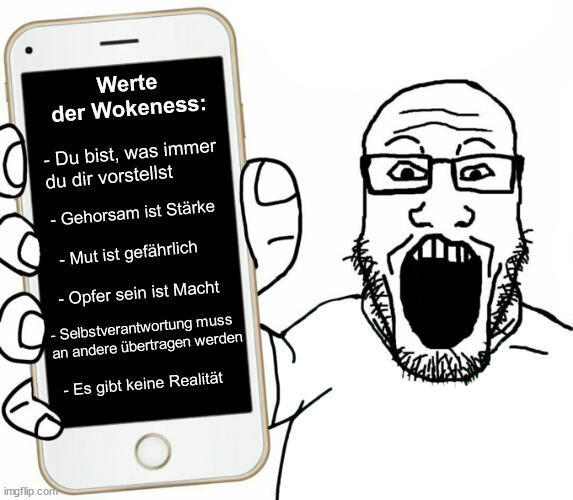 Werte
der Wokeness:
- Du bist, was immer
du dir vorstellst
- Gehorsam ist Stärke
- Mut ist gefährlich
- Opfer sein ist Macht
- Selbstverantwortung muss
an andere übertragen werden
- Es gibt keine Realität
imgflip.com